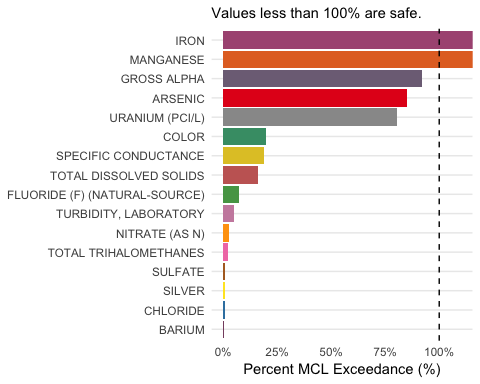 Values less than 100% are safe.
IRON
MANGANESE
GROSS ALPHA
ARSENIC
URANIUM (PCI/L)
COLOR
SPECIFIC CONDUCTANCE
TOTAL DISSOLVED SOLIDS
FLUORIDE (F) (NATURAL-SOURCE)
TURBIDITY, LABORATORY
NITRATE (AS N)
TOTAL TRIHALOMETHANES
SULFATE
SILVER
CHLORIDE
BARIUM
0% 25% 50% 75% 100%
Percent MCL Exceedance (%)